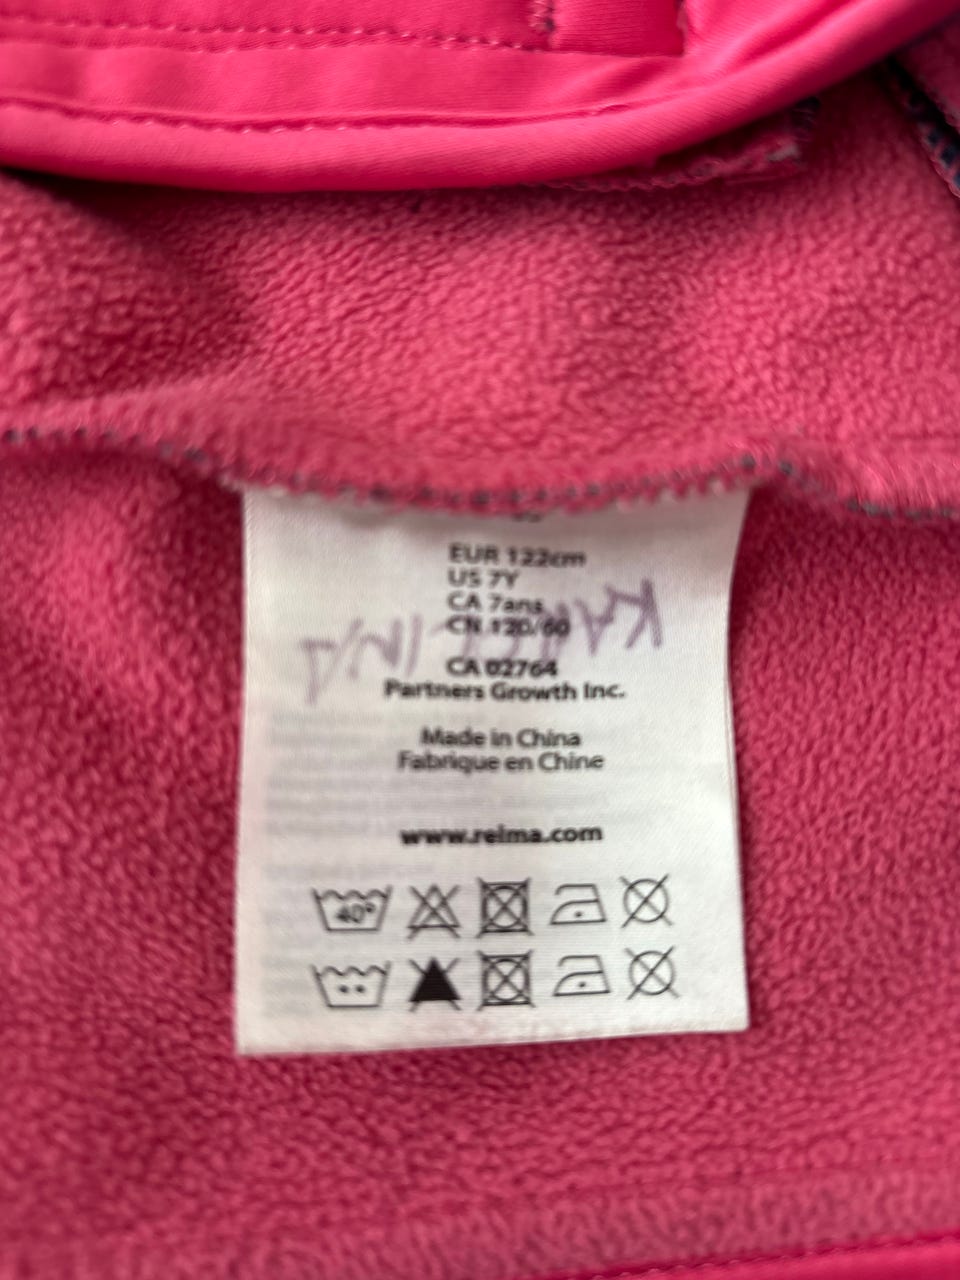 EUR 122cm
US 7Y
CA 7ans
CN 120/60
CA 02764
Partners Growth Inc.
Made in China
Fabrique en Chine
www.reima.com
40°